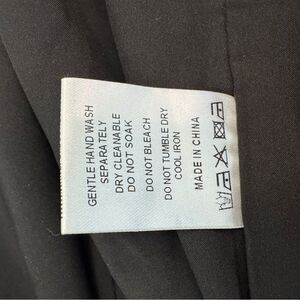 GENTLE HAND WASH
SEPARATELY
DRY CLEANABLE
DO NOT SOAK
DO NOT BLEACH
DO NOT TUMBLE DRY
COOL IRON
MADE IN CHINA